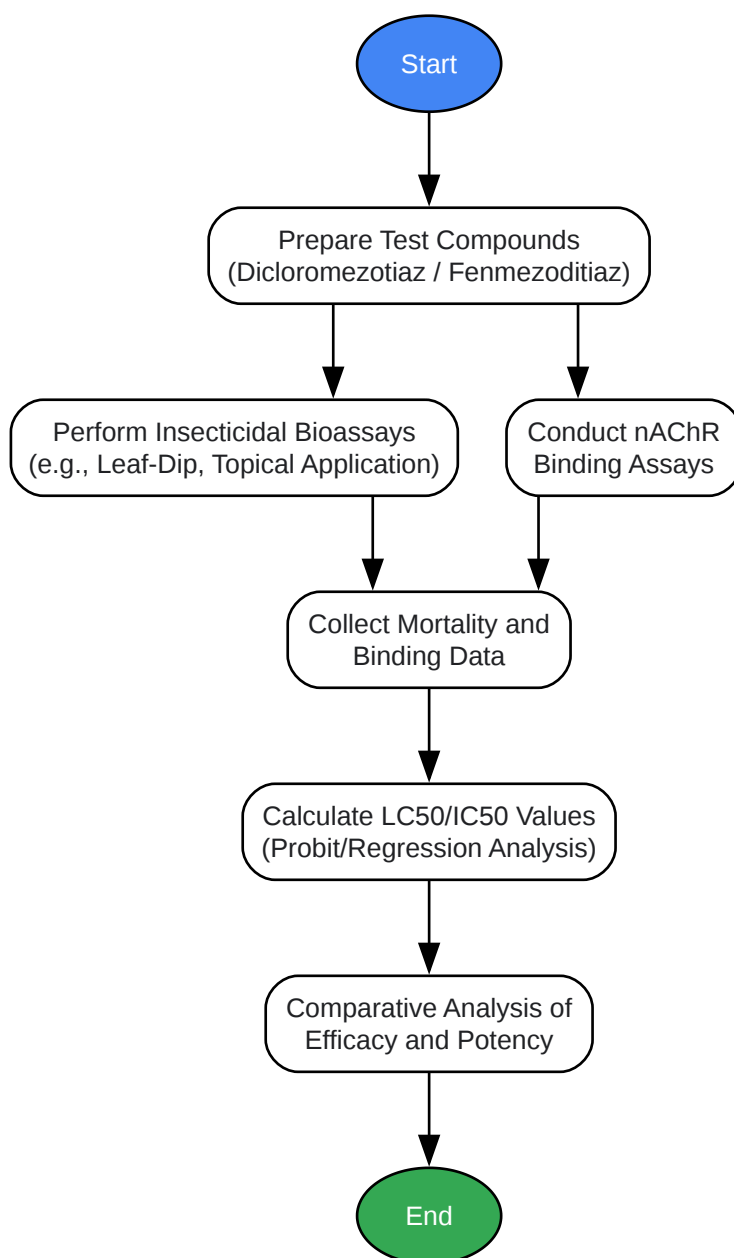 Start
Prepare Test Compounds
(Dicloromezotiaz / Fenmezoditiaz)
Perform Insecticidal Bioassays
(e.g., Leaf-Dip, Topical Application)
Conduct nAChR
Binding Assays
Collect Mortality and
Binding Data
Calculate LC50/IC50 Values
(Probit/Regression Analysis)
Comparative Analysis of
Efficacy and Potency
End